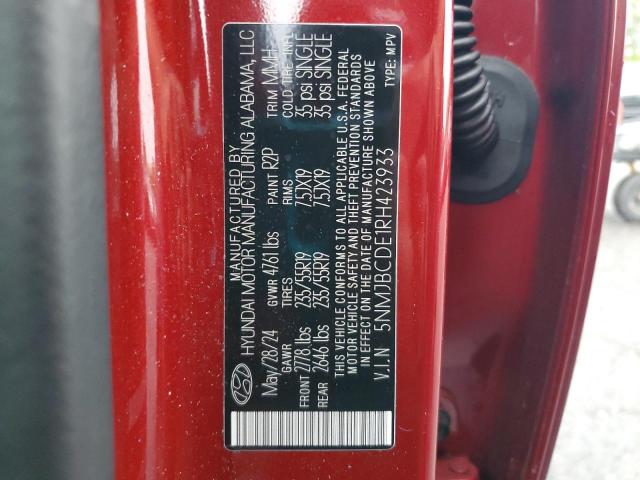 MANUFACTURED BY
HYUNDAI MOTOR MANUFACTURING ALABAMA, LLC
May/28/24 GVWR 4761 lbs PAINT R2P TRIM MMH
GAWR TIRES RIMS COLD TIRE INFL
FRONT 2778 lbs 235/55R19 7.5JX19 35 psi SINGLE
REAR 2646 lbs 235/55R19 7.5JX19 35 psi SINGLE
THIS VEHICLE CONFORMS TO ALL APPLICABLE U.S.A. FEDERAL
MOTOR VEHICLE SAFETY AND THEFT PREVENTION STANDARDS
IN EFFECT ON THE DATE OF MANUFACTURE SHOWN ABOVE
V.I.N 5NMJBCDE1RH423933 TYPE: MPV